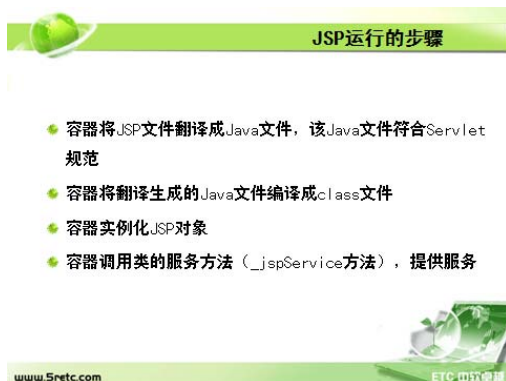 JSP运行的步骤
容器将JSP文件翻译成Java文件，该Java文件符合Servlet
规范
容器将翻译生成的Java文件编译成class文件
容器实例化JSP对象
容器调用类的服务方法（_jspService方法），提供服务
www.5retc.com
ETC 中软卓越